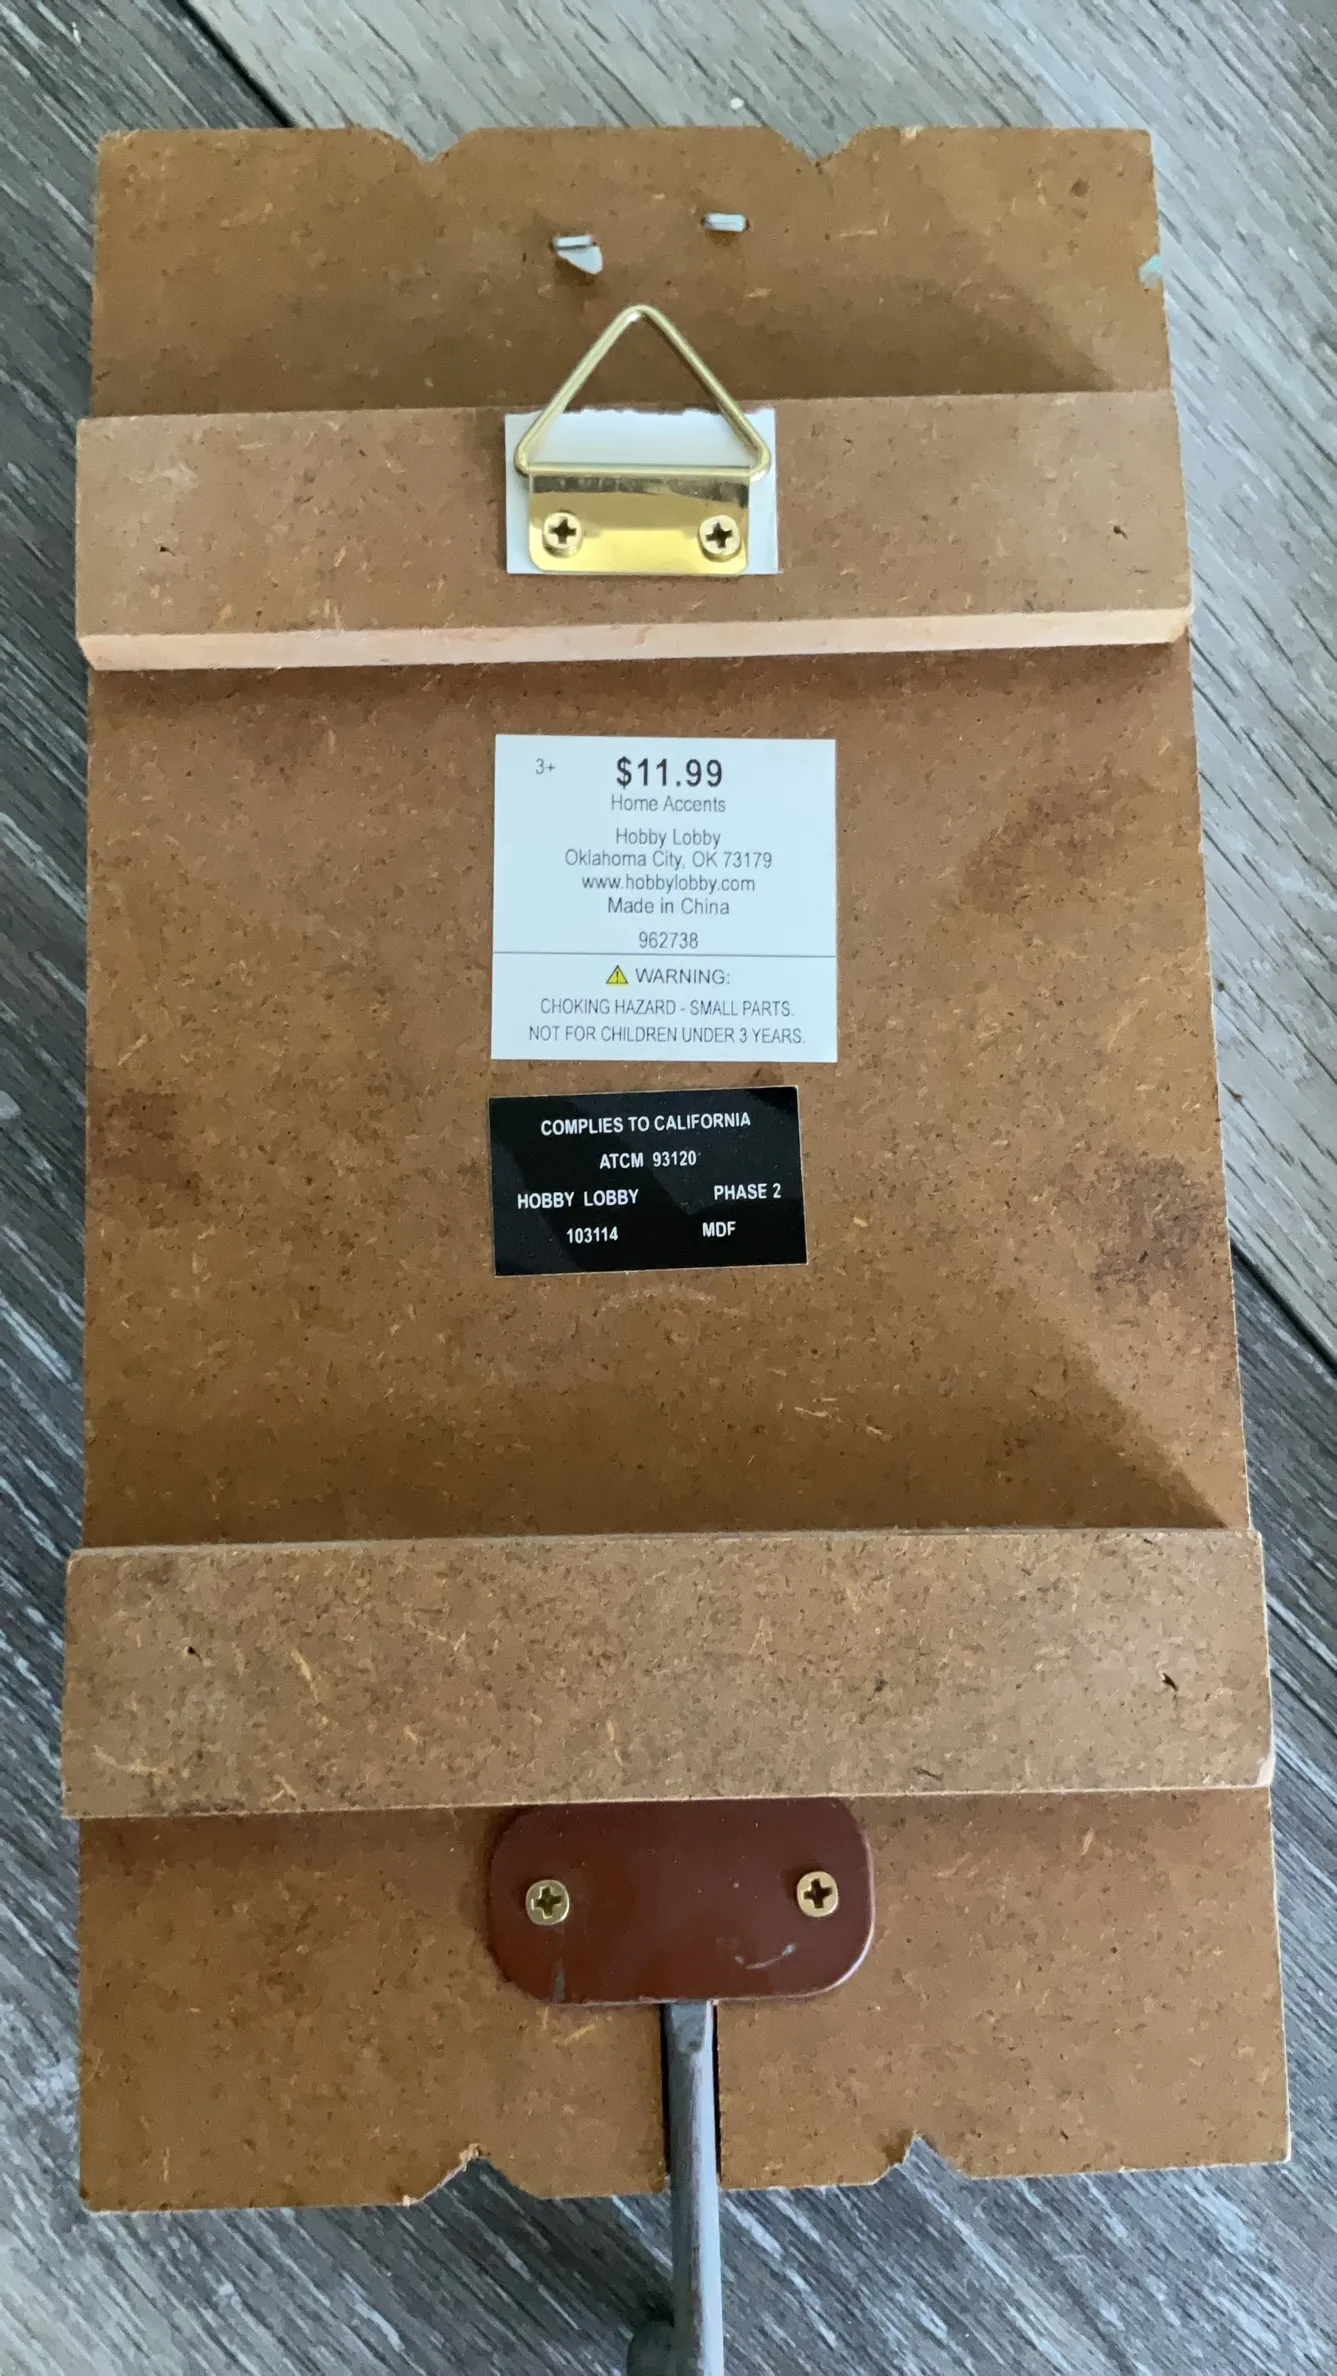 3+ $11.99
Home Accents
Hobby Lobby
Oklahoma City, OK 73179
www.hobbylobby.com
Made in China
962738
WARNING:
CHOKING HAZARD - SMALL PARTS.
NOT FOR CHILDREN UNDER 3 YEARS.
COMPLIES TO CALIFORNIA
ATCM 93120
HOBBY LOBBY PHASE 2
103114 MDF